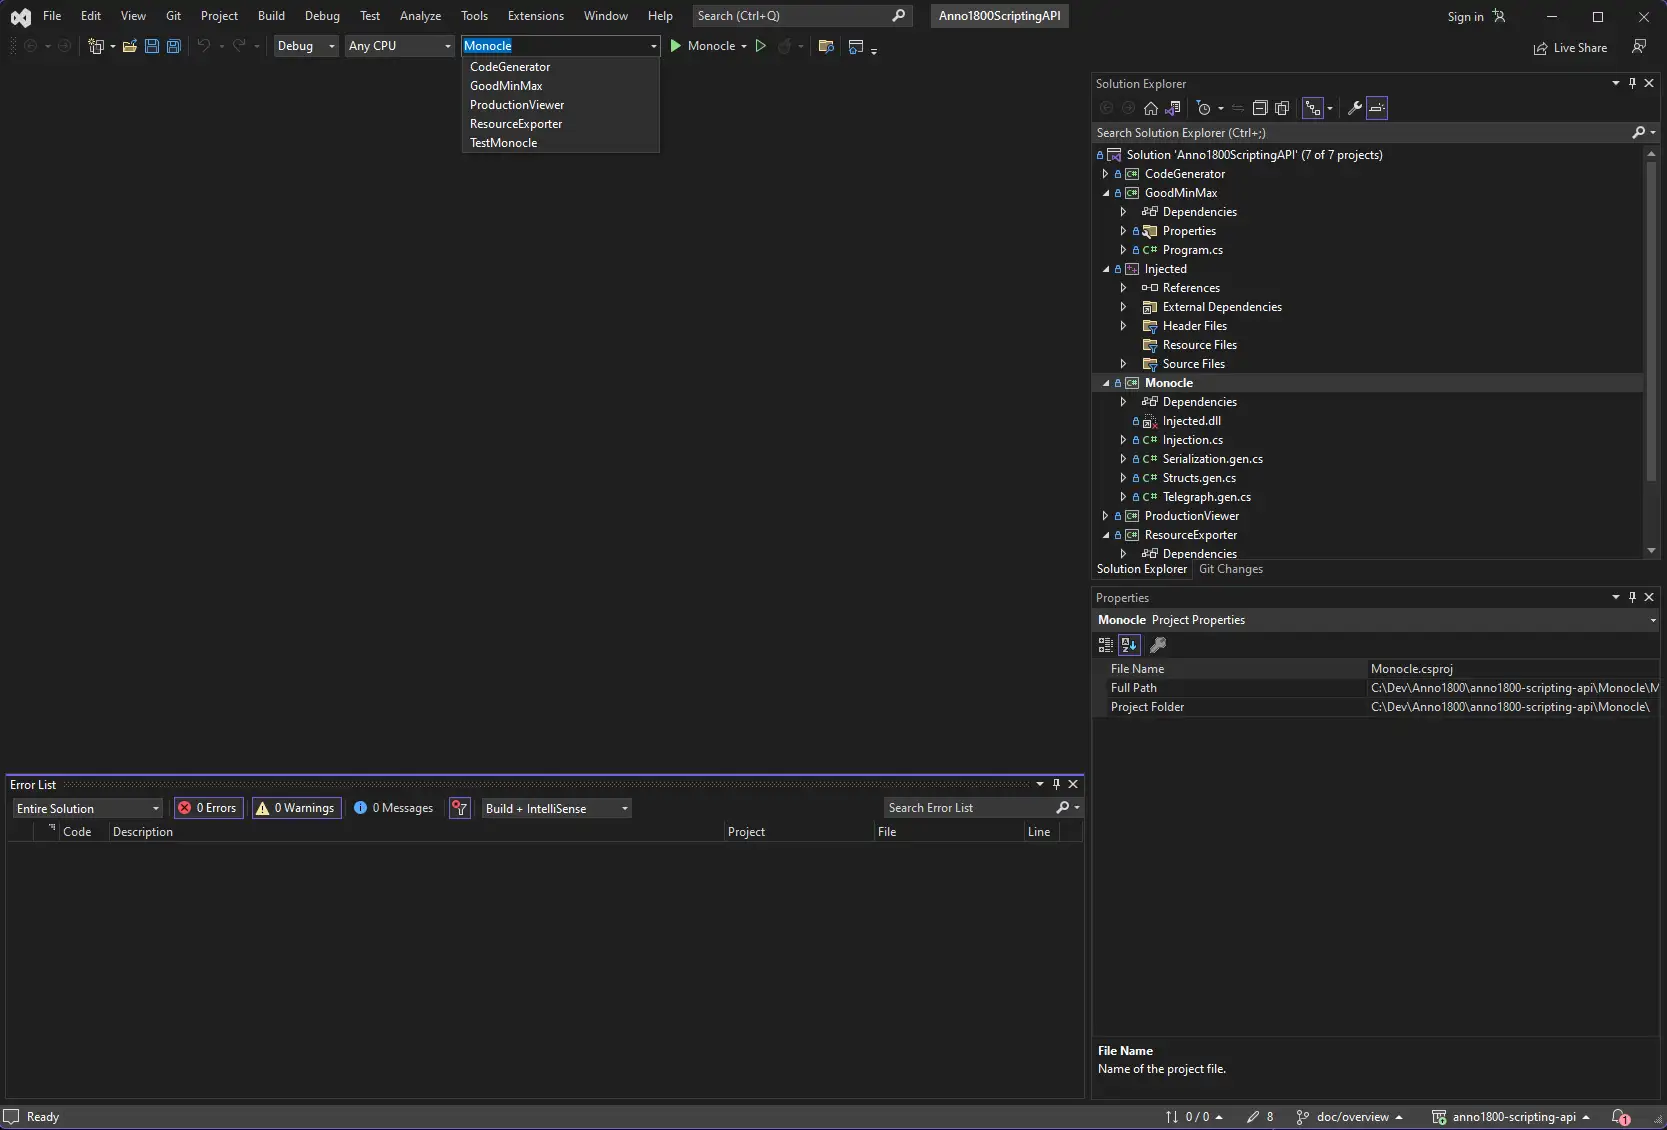 File Edit View Git Project Build Debug Test Analyze Tools Extensions Window Help Search (Ctrl+Q) Anno1800ScriptingAPI Sign in
Debug Any CPU Monocle Monocle Live Share
CodeGenerator
GoodMinMax
ProductionViewer
ResourceExporter
TestMonocle
Solution Explorer
Search Solution Explorer (Ctrl+;)
Solution 'Anno1800ScriptingAPI' (7 of 7 projects)
C# CodeGenerator
C# GoodMinMax
Dependencies
Properties
C# Program.cs
Injected
References
External Dependencies
Header Files
Resource Files
Source Files
C# Monocle
Dependencies
Injected.dll
C# Injection.cs
C# Serialization.gen.cs
C# Structs.gen.cs
C# Telegraph.gen.cs
C# ProductionViewer
C# ResourceExporter
Dependencies
Solution Explorer Git Changes
Properties
Monocle Project Properties
File Name Monocle.csproj
Full Path C:\Dev\Anno1800\anno1800-scripting-api\Monocle\M
Project Folder C:\Dev\Anno1800\anno1800-scripting-api\Monocle\
File Name
Name of the project file.
Error List
Entire Solution 0 Errors 0 Warnings 0 Messages Build + IntelliSense Search Error List
Code Description Project File Line
Ready 0 / 0 8 doc/overview anno1800-scripting-api 1